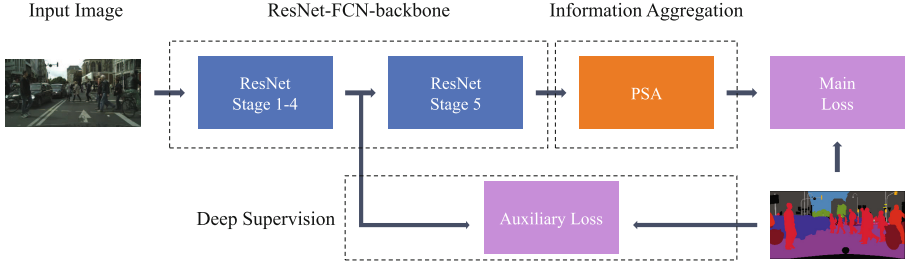 Input Image
ResNet-FCN-backbone
Information Aggregation
ResNet
Stage 1-4
ResNet
Stage 5
PSA
Main
Loss
Deep Supervision
Auxiliary Loss